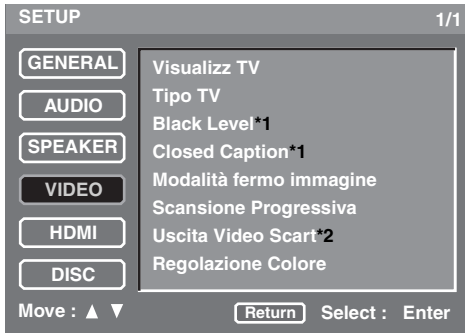 SETUP 1/1
GENERAL
AUDIO
SPEAKER
VIDEO
HDMI
DISC
Visualizz TV
Tipo TV
Black Level*1
Closed Caption*1
Modalità fermo immagine
Scansione Progressiva
Uscita Video Scart*2
Regolazione Colore
Move : ▲ ▼ Return Select : Enter